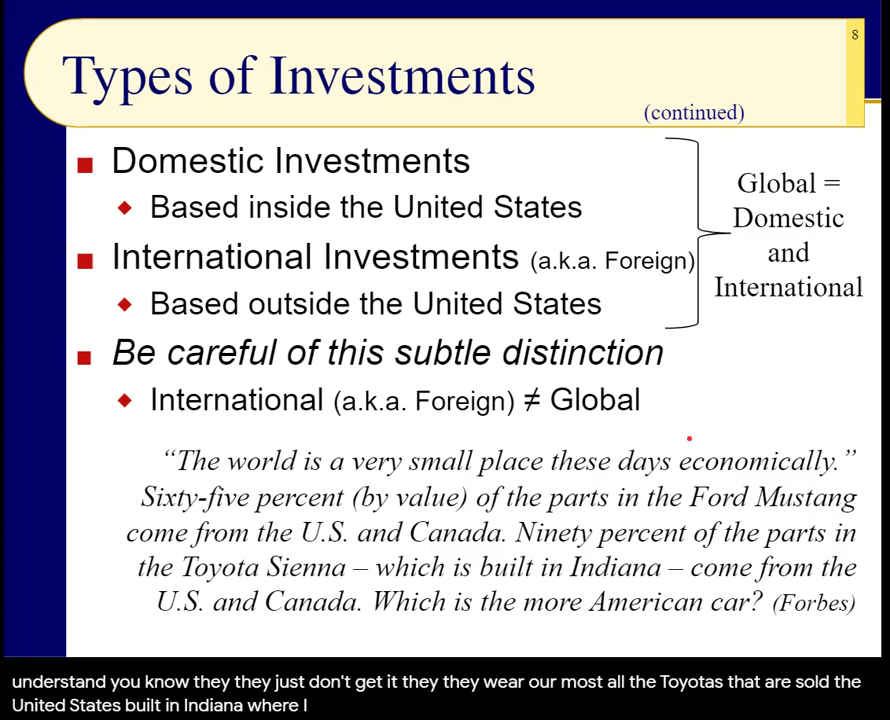 8
Types of Investments
(continued)
Domestic Investments
Based inside the United States
International Investments (a.k.a. Foreign)
Based outside the United States
Global =
Domestic
and
International
Be careful of this subtle distinction
International (a.k.a. Foreign) ≠ Global
“The world is a very small place these days economically.”
Sixty-five percent (by value) of the parts in the Ford Mustang
come from the U.S. and Canada. Ninety percent of the parts in
the Toyota Sienna – which is built in Indiana – come from the
U.S. and Canada. Which is the more American car? (Forbes)
understand you know they they just don't get it they they wear our most all the Toyotas that are sold the
United States built in Indiana where I